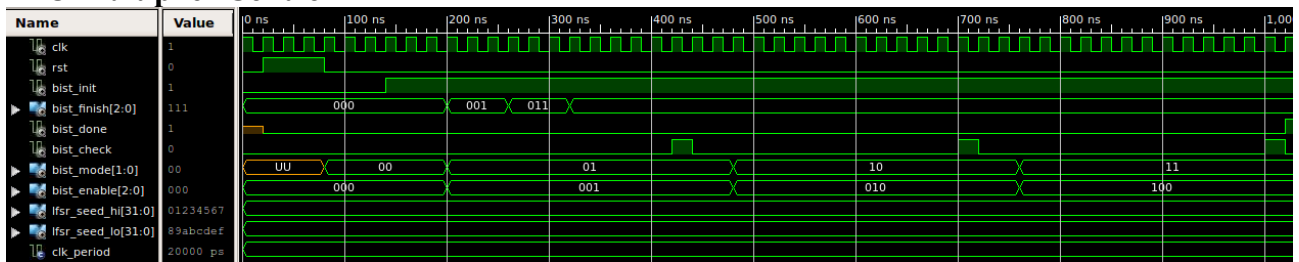 Name Value 0 ns 100 ns 200 ns 300 ns 400 ns 500 ns 600 ns 700 ns 800 ns 900 ns 1,00
clk 1
rst 0
bist_init 1
bist_finish[2:0] 111 000 001 011
bist_done 1
bist_check 0
bist_mode[1:0] 00 UU 00 01 10 11
bist_enable[2:0] 000 000 001 010 100
lfsr_seed_hi[31:0] 01234567
lfsr_seed_lo[31:0] 89abcdef
clk_period 20000 ps